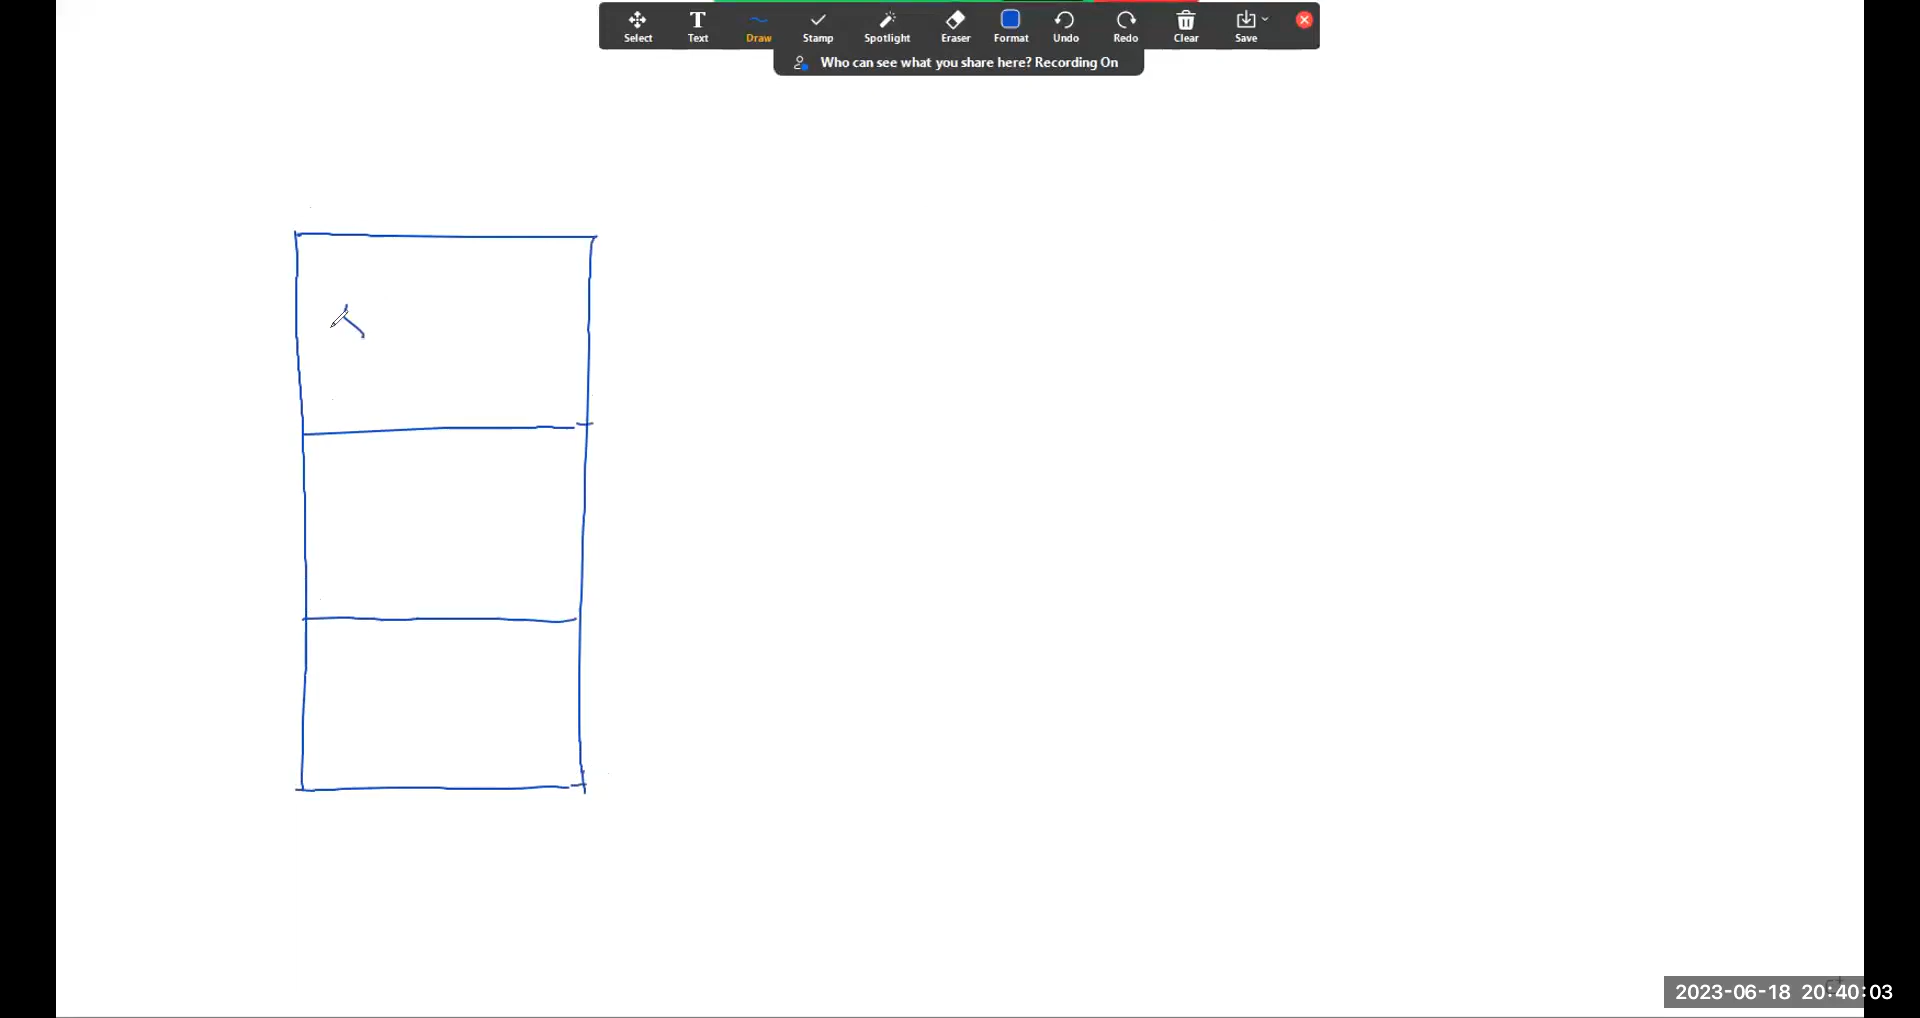 Select Text Draw Stamp Spotlight Eraser Format Undo Redo Clear Save
Who can see what you share here? Recording On
2023-06-18 20:40:03